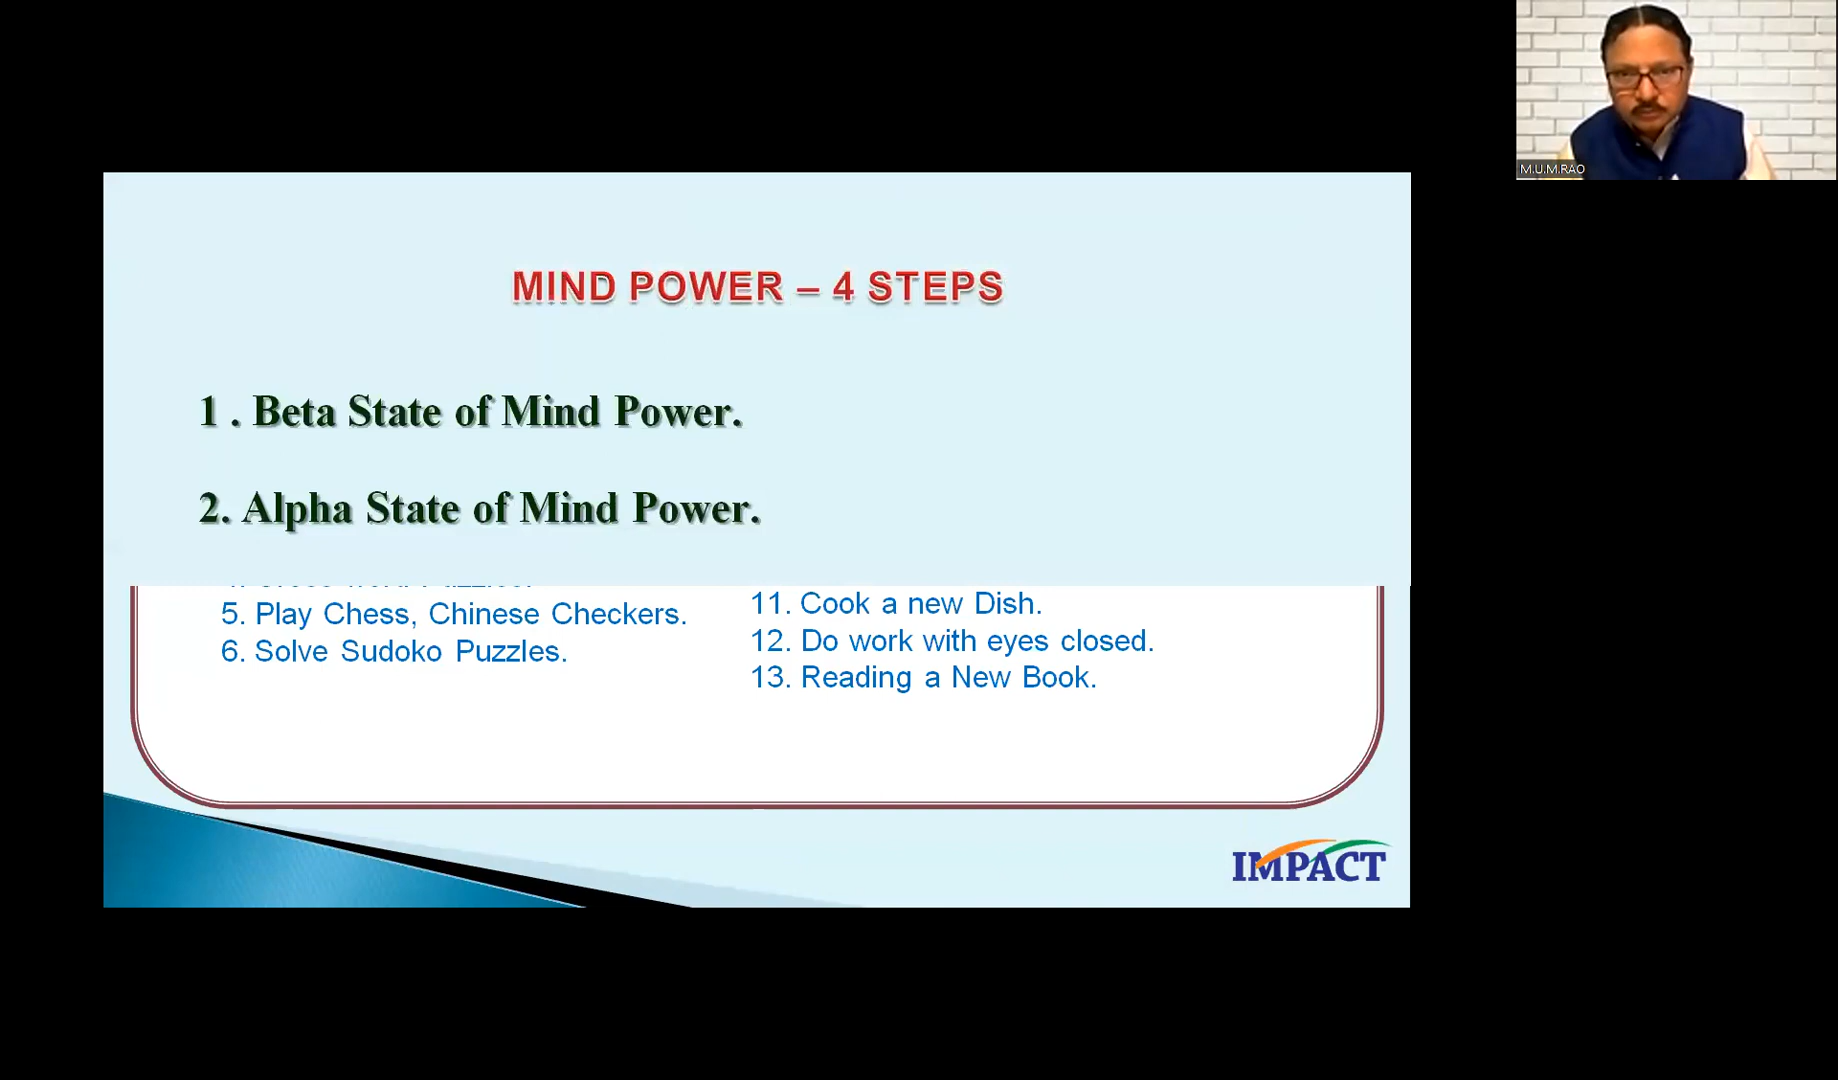 M.U.M.RAO
MIND POWER – 4 STEPS
1 . Beta State of Mind Power.
2. Alpha State of Mind Power.
5. Play Chess, Chinese Checkers.
6. Solve Sudoko Puzzles.
11. Cook a new Dish.
12. Do work with eyes closed.
13. Reading a New Book.
IMPACT